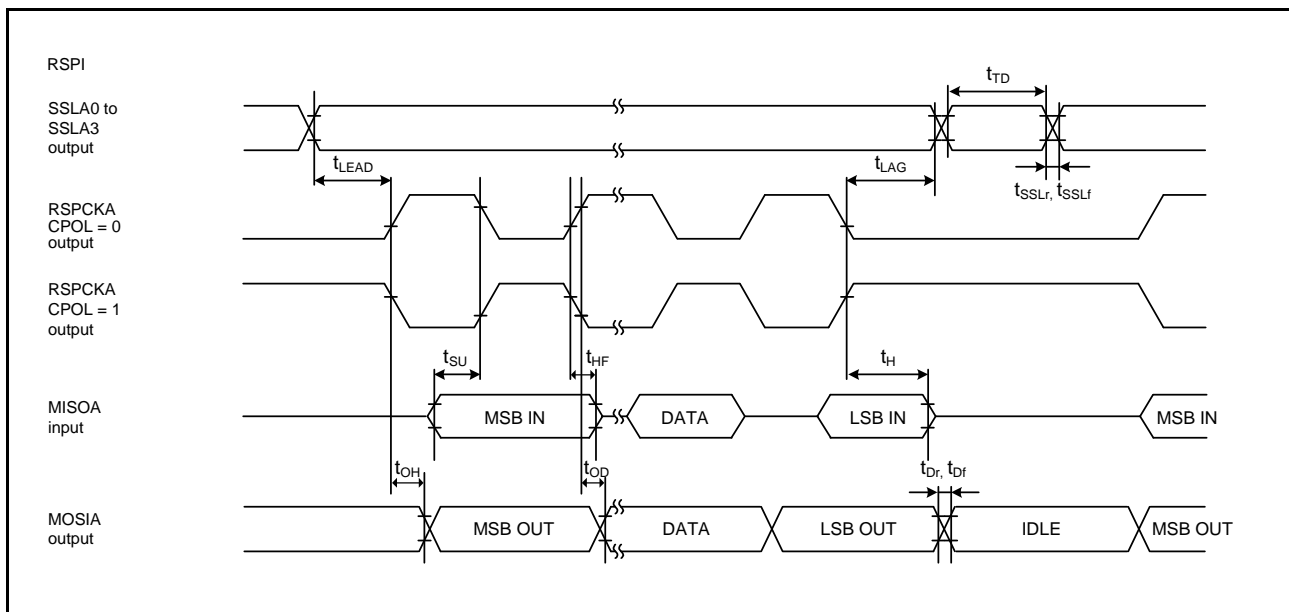 RSPI
SSLA0 to
SSLA3
output
tTD
tLEAD
tLAG
tSSLr, tSSLf
RSPCKA
CPOL = 0
output
RSPCKA
CPOL = 1
output
tSU
tHF
tH
MISOA
input
MSB IN
DATA
LSB IN
MSB IN
tOH
tOD
tDr, tDf
MOSIA
output
MSB OUT
DATA
LSB OUT
IDLE
MSB OUT